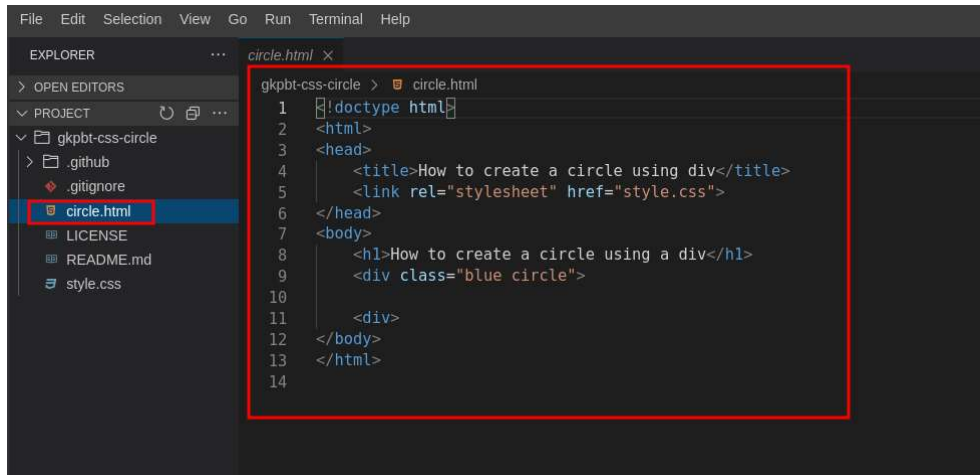 File Edit Selection View Go Run Terminal Help
EXPLORER ...
OPEN EDITORS
PROJECT ...
gkpbt-css-circle
.github
.gitignore
circle.html
LICENSE
README.md
style.css
circle.html ×
gkpbt-css-circle > circle.html
1 <!doctype html>
2 <html>
3 <head>
4 <title>How to create a circle using div</title>
5 <link rel="stylesheet" href="style.css">
6 </head>
7 <body>
8 <h1>How to create a circle using a div</h1>
9 <div class="blue circle">
10
11 <div>
12 </body>
13 </html>
14